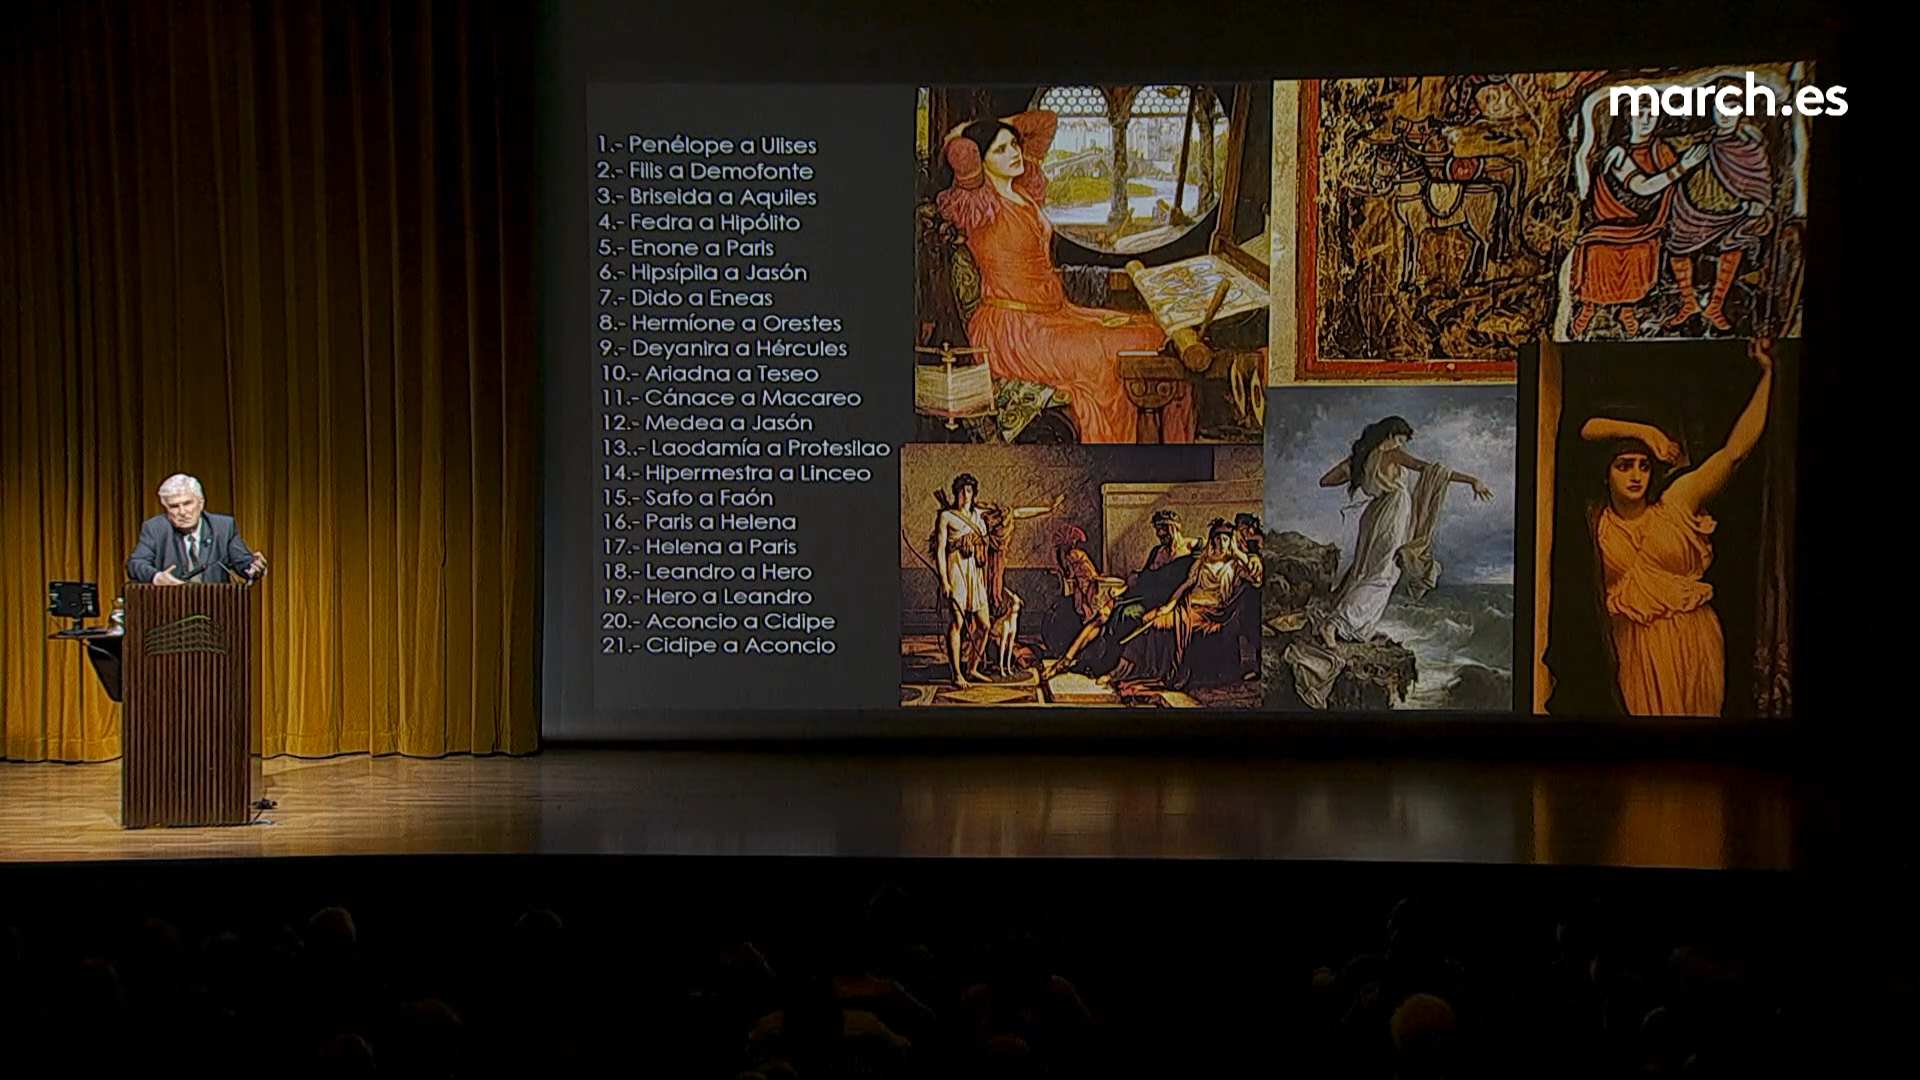 march.es
1.- Penélope a Ulises
2.- Filis a Demofonte
3.- Briseida a Aquiles
4.- Fedra a Hipólito
5.- Enone a Paris
6.- Hipsípila a Jasón
7.- Dido a Eneas
8.- Hermíone a Orestes
9.- Deyanira a Hércules
10.- Ariadna a Teseo
11.- Cánace a Macareo
12.- Medea a Jasón
13..- Laodamía a Protesilao
14.- Hipermestra a Linceo
15.- Safo a Faón
16.- Paris a Helena
17.- Helena a Paris
18.- Leandro a Hero
19.- Hero a Leandro
20.- Aconcio a Cidipe
21.- Cidipe a Aconcio